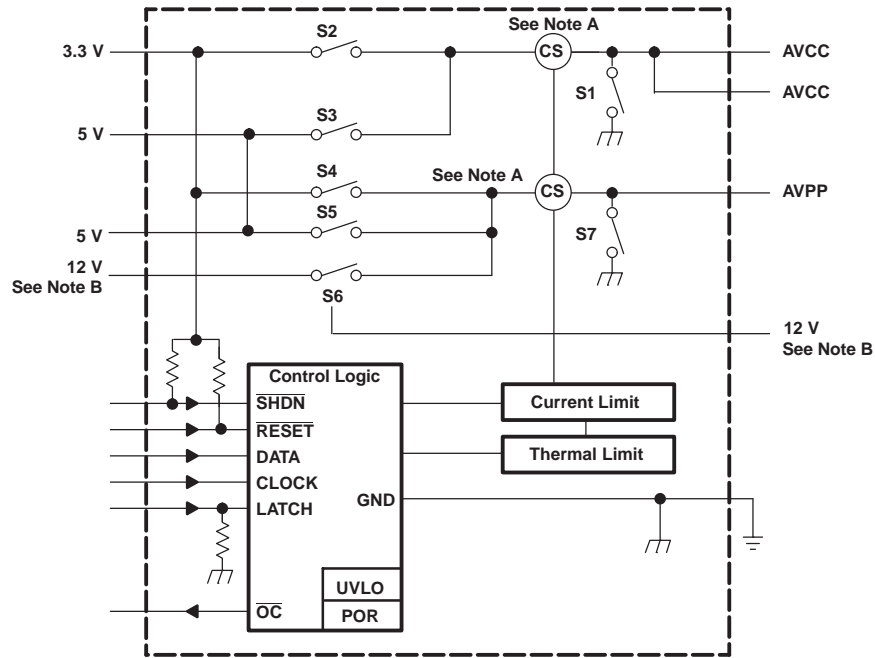 See Note A
S2
3.3 V
CS
AVCC
S1
AVCC
S3
5 V
S4
See Note A
CS
AVPP
S5
5 V
S7
12 V
See Note B
S6
12 V
See Note B
Control Logic
SHDN
Current Limit
RESET
DATA
Thermal Limit
CLOCK
LATCH
GND
UVLO
OC
POR